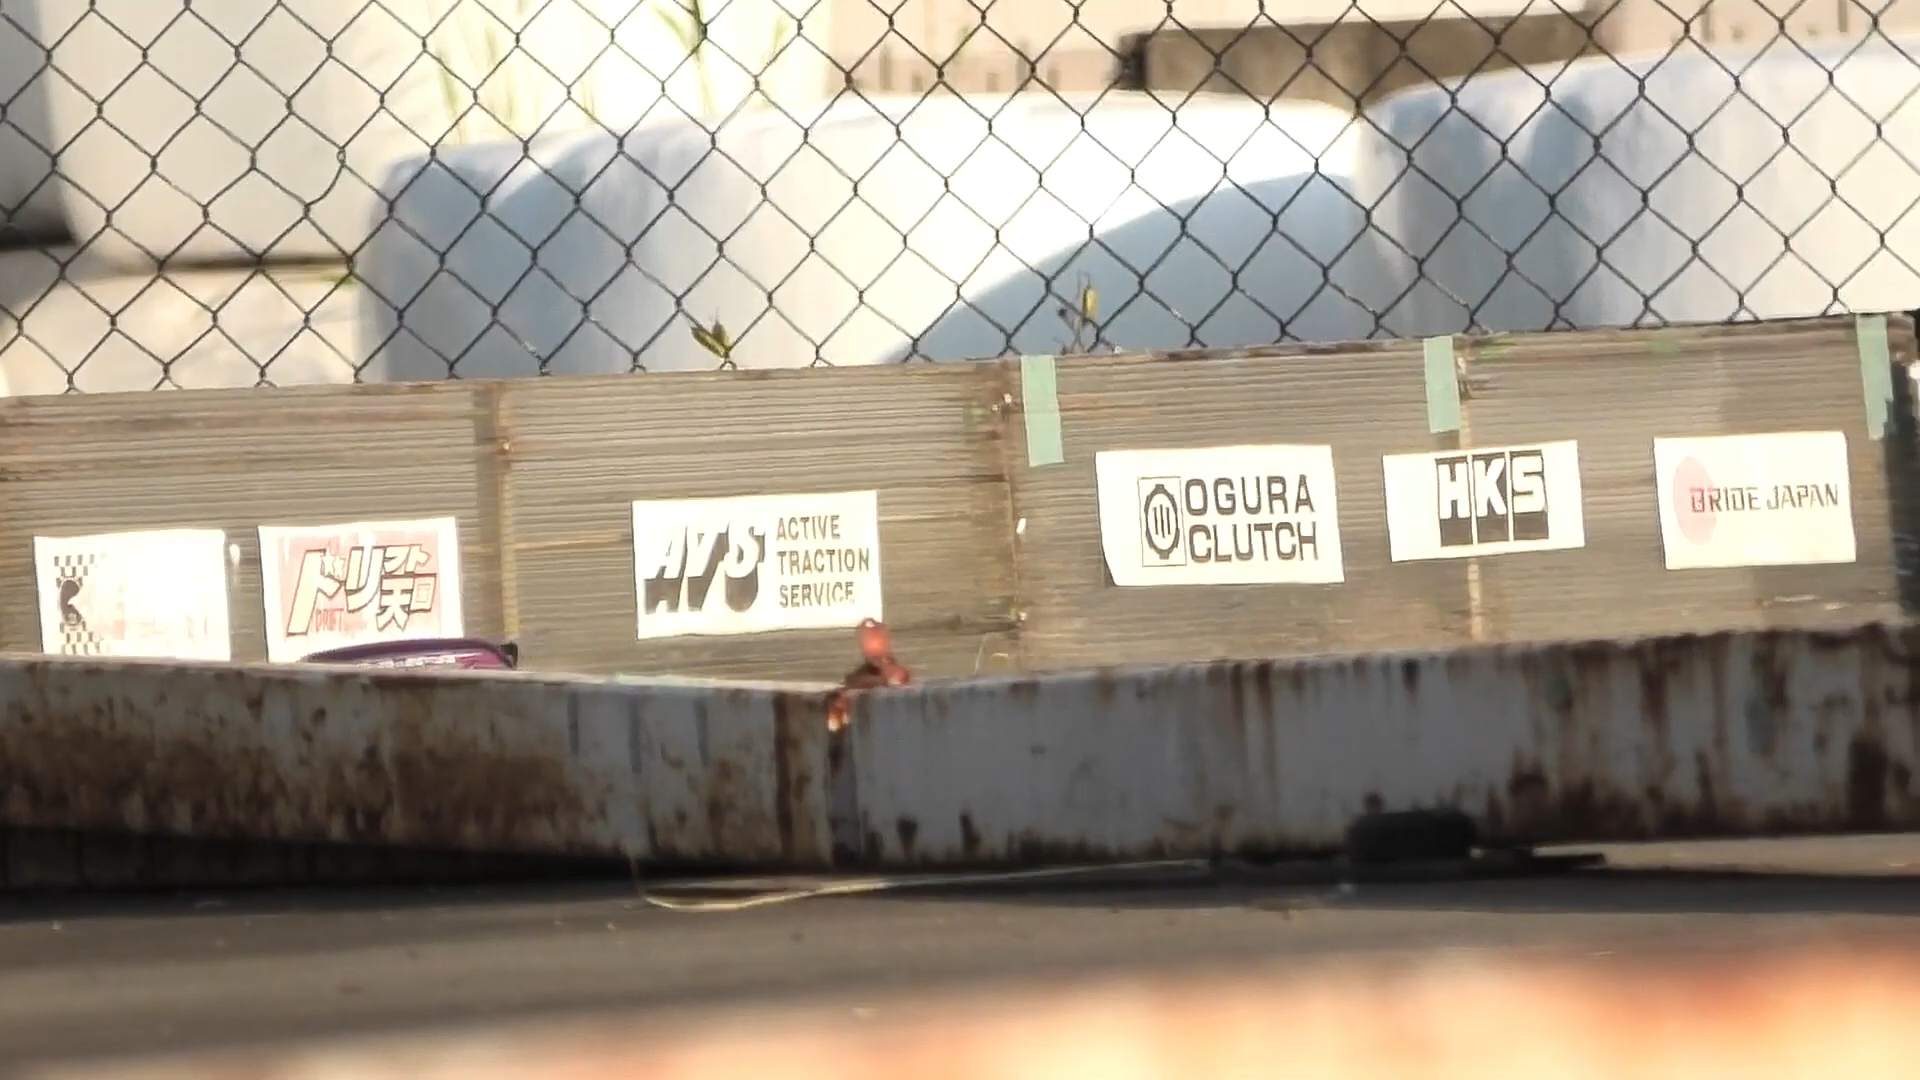 ドリフト
天国
DRIFT
ATS
ACTIVE
TRACTION
SERVICE
OGURA
CLUTCH
HKS
BRIDE JAPAN